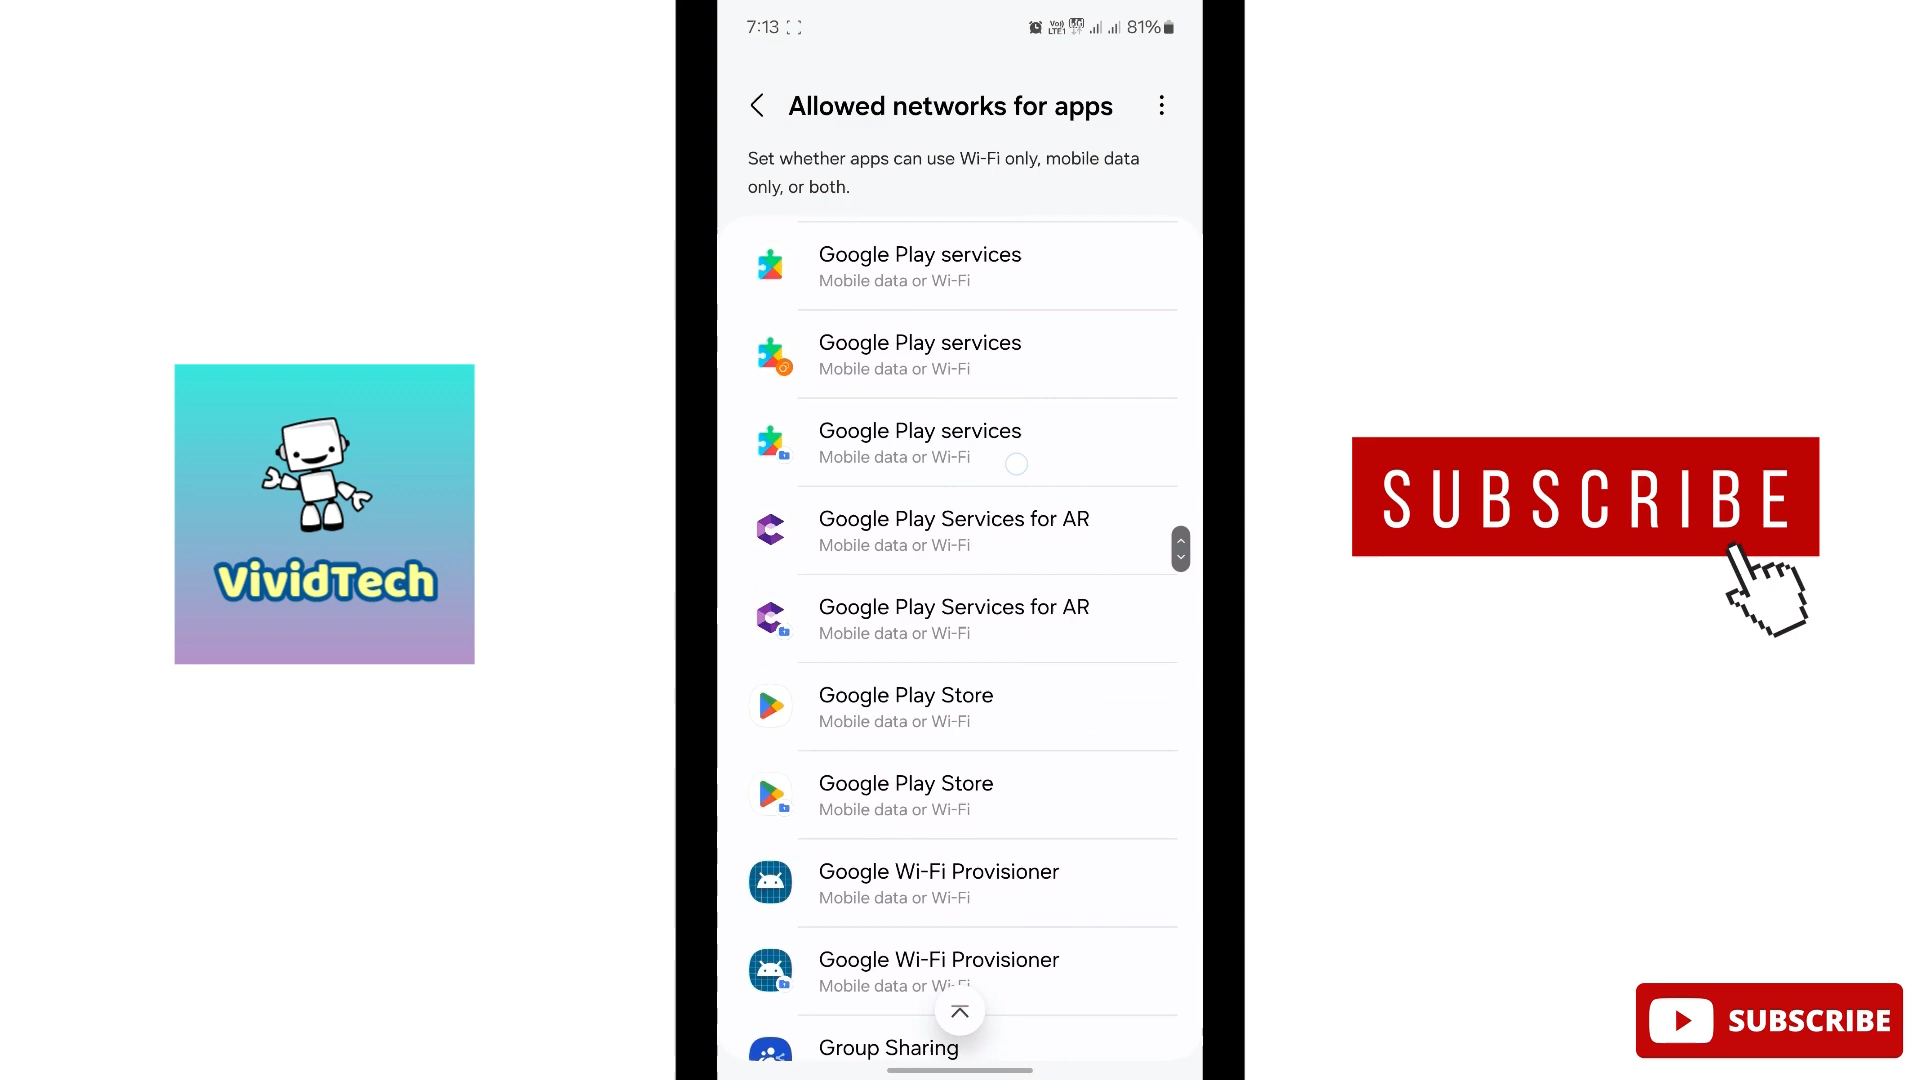 7:13
Vo)) LTE1 5G 81%
Allowed networks for apps
Set whether apps can use Wi-Fi only, mobile data
only, or both.
Google Play services
Mobile data or Wi-Fi
Google Play services
Mobile data or Wi-Fi
Google Play services
Mobile data or Wi-Fi
Google Play Services for AR
Mobile data or Wi-Fi
Google Play Services for AR
Mobile data or Wi-Fi
Google Play Store
Mobile data or Wi-Fi
Google Play Store
Mobile data or Wi-Fi
Google Wi-Fi Provisioner
Mobile data or Wi-Fi
Google Wi-Fi Provisioner
Mobile data or Wi-Fi
Group Sharing
VividTech
SUBSCRIBE
SUBSCRIBE